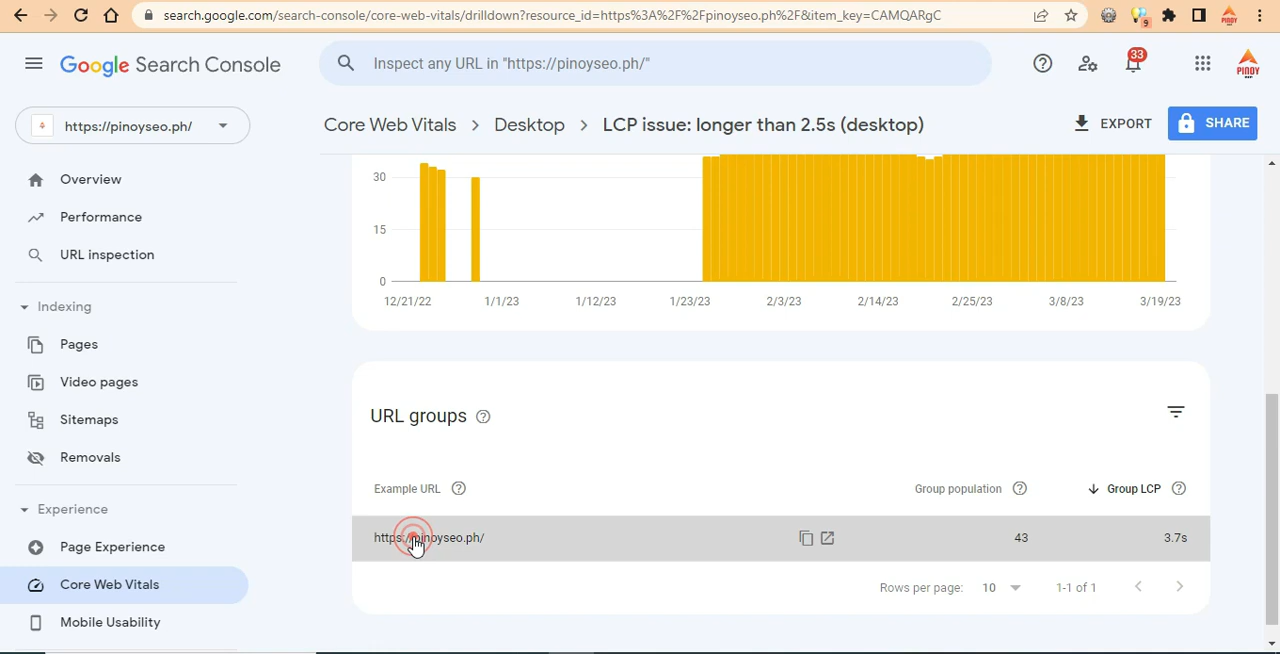 search.google.com/search-console/core-web-vitals/drilldown?resource_id=https%3A%2F%2Fpinoyseo.ph%2F&item_key=CAMQARgC
9
PINOY
Google Search Console
Inspect any URL in "https://pinoyseo.ph/"
33
PINOY
https://pinoyseo.ph/
Core Web Vitals > Desktop > LCP issue: longer than 2.5s (desktop)
EXPORT
SHARE
Overview
Performance
URL inspection
Indexing
Pages
Video pages
Sitemaps
Removals
Experience
Page Experience
Core Web Vitals
Mobile Usability
30
15
0
12/21/22 1/1/23 1/12/23 1/23/23 2/3/23 2/14/23 2/25/23 3/8/23 3/19/23
URL groups
Example URL Group population Group LCP
https://pinoyseo.ph/ 43 3.7s
Rows per page: 10 1-1 of 1